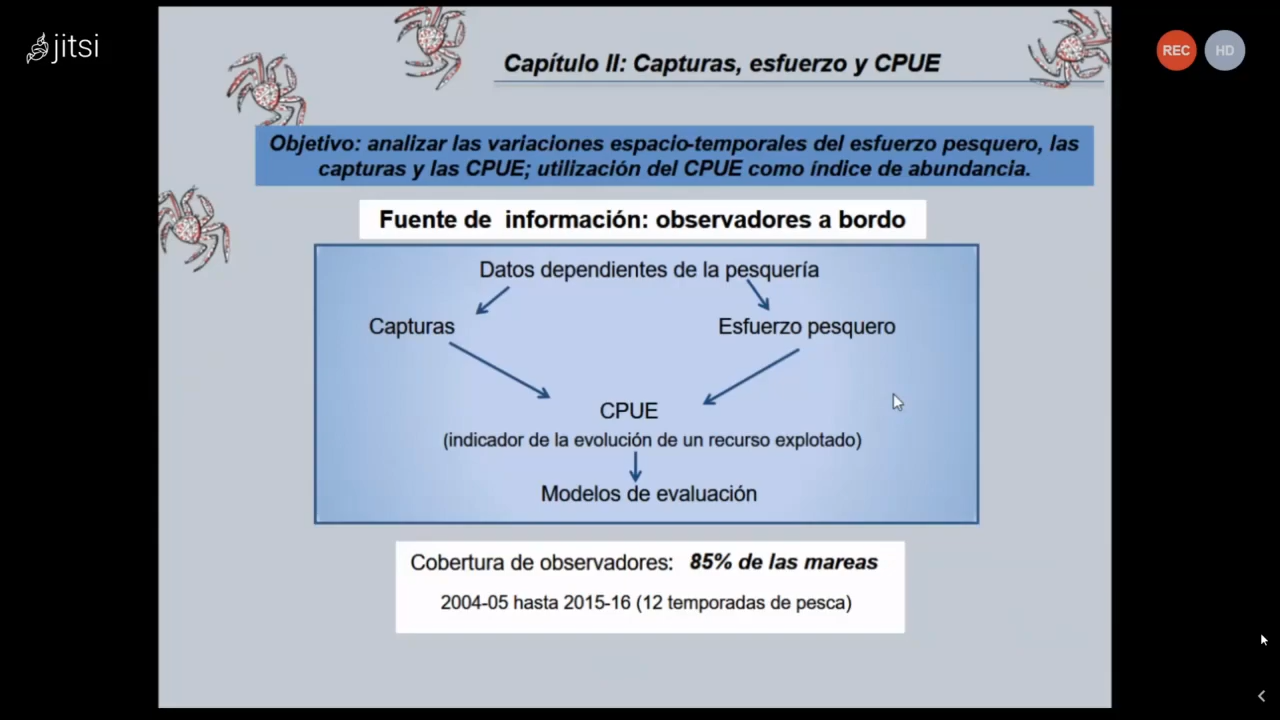 jitsi
REC
HD
Capítulo II: Capturas, esfuerzo y CPUE
Objetivo: analizar las variaciones espacio-temporales del esfuerzo pesquero, las
capturas y las CPUE; utilización del CPUE como índice de abundancia.
Fuente de información: observadores a bordo
Datos dependientes de la pesquería
Capturas
Esfuerzo pesquero
CPUE
(indicador de la evolución de un recurso explotado)
Modelos de evaluación
Cobertura de observadores: 85% de las mareas
2004-05 hasta 2015-16 (12 temporadas de pesca)